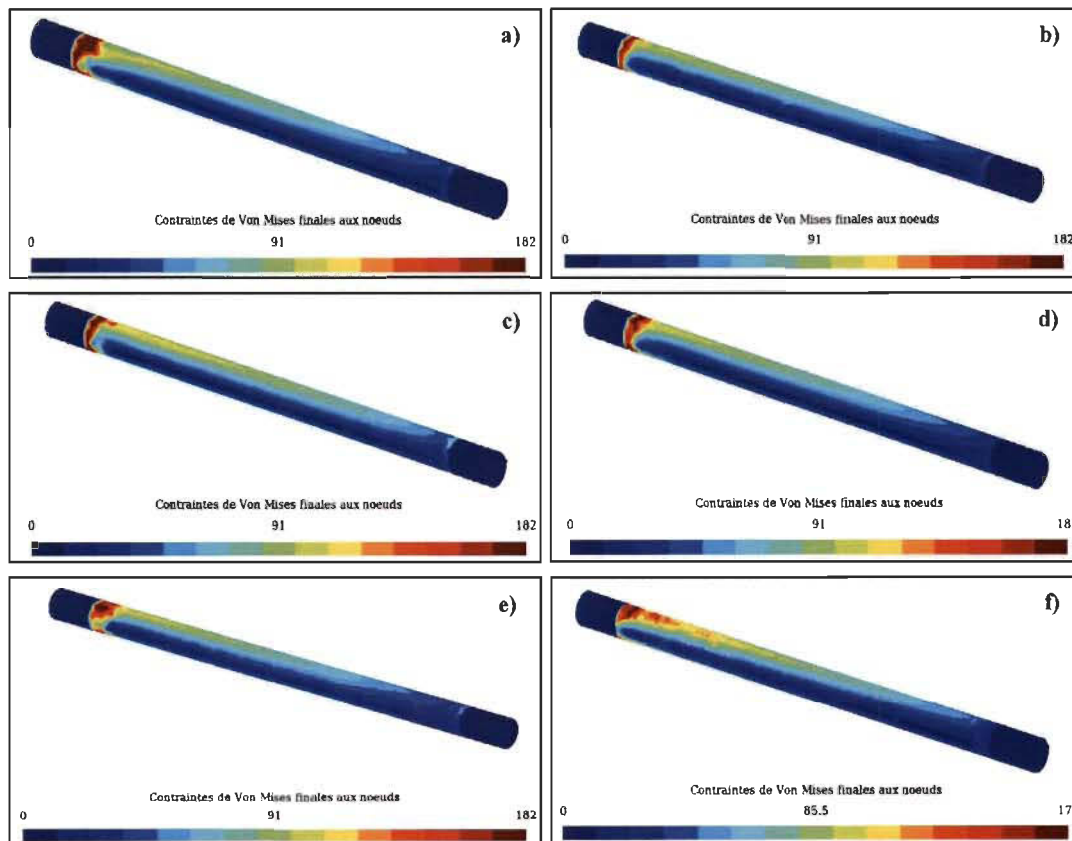 a)
Contraintes de Von Mises finales aux noeuds
0 91 182
b)
Contraintes de Von Mises finales aux noeuds
0 91 182
c)
Contraintes de Von Mises finales aux noeuds
0 91 182
d)
Contraintes de Von Mises finales aux noeuds
0 91 18
e)
Contraintes de Von Mises finales aux noeuds
0 91 182
f)
Contraintes de Von Mises finales aux noeuds
0 85.5 17